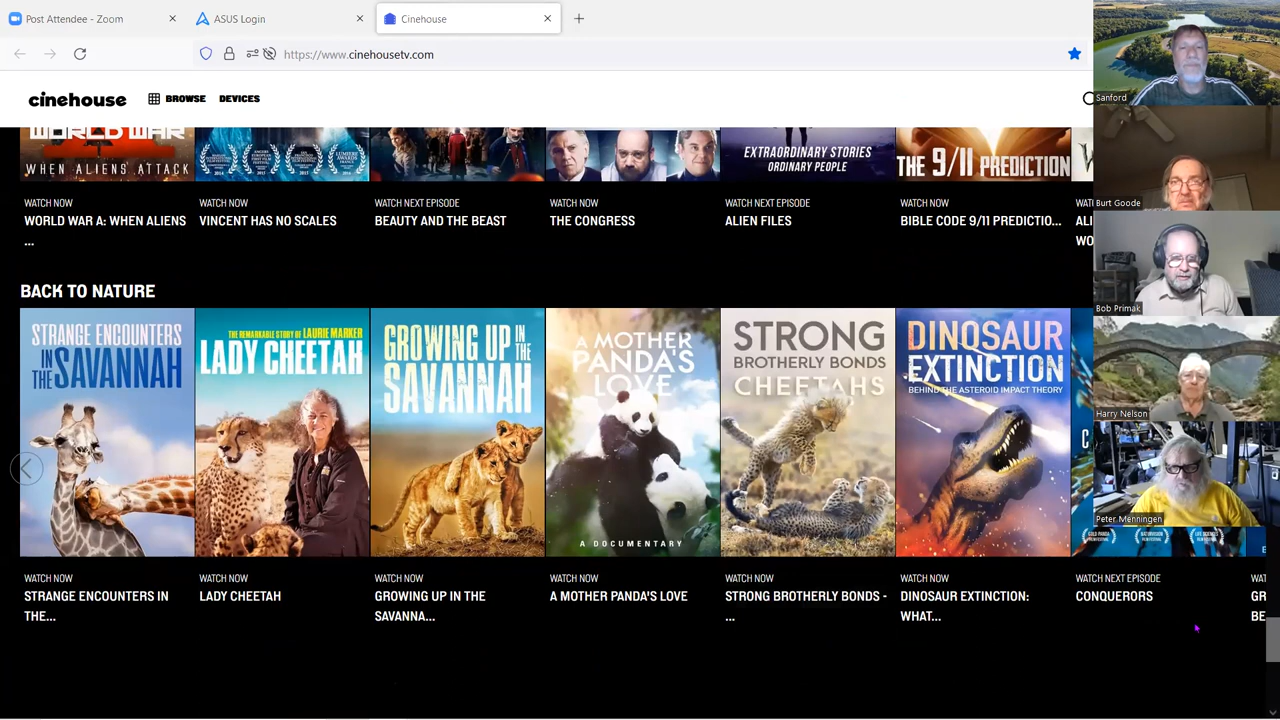 Post Attendee - Zoom
ASUS Login
Cinehouse
https://www.cinehousetv.com
cinehouse
BROWSE
DEVICES
Sanford
Burt Goode
Bob Primak
Harry Nelson
Peter Menningen
WORLD WAR
WHEN ALIENS ATTACK
EXTRAORDINARY STORIES
ORDINARY PEOPLE
THE 9/11 PREDICTION
WATCH NOW
WORLD WAR A: WHEN ALIENS
...
WATCH NOW
VINCENT HAS NO SCALES
WATCH NEXT EPISODE
BEAUTY AND THE BEAST
WATCH NOW
THE CONGRESS
WATCH NEXT EPISODE
ALIEN FILES
WATCH NOW
BIBLE CODE 9/11 PREDICTIO...
BACK TO NATURE
STRANGE ENCOUNTERS
IN THE SAVANNAH
THE REMARKABLE STORY OF LAURIE MARKER
LADY CHEETAH
GROWING UP IN THE
SAVANNAH
A MOTHER
PANDA'S
LOVE
A DOCUMENTARY
STRONG
BROTHERLY BONDS
CHEETAHS
DINOSAUR
EXTINCTION
BEHIND THE ASTEROID IMPACT THEORY
WATCH NOW
STRANGE ENCOUNTERS IN
THE...
WATCH NOW
LADY CHEETAH
WATCH NOW
GROWING UP IN THE
SAVANNA...
WATCH NOW
A MOTHER PANDA'S LOVE
WATCH NOW
STRONG BROTHERLY BONDS -
...
WATCH NOW
DINOSAUR EXTINCTION:
WHAT...
WATCH NEXT EPISODE
CONQUERORS
GR
BE